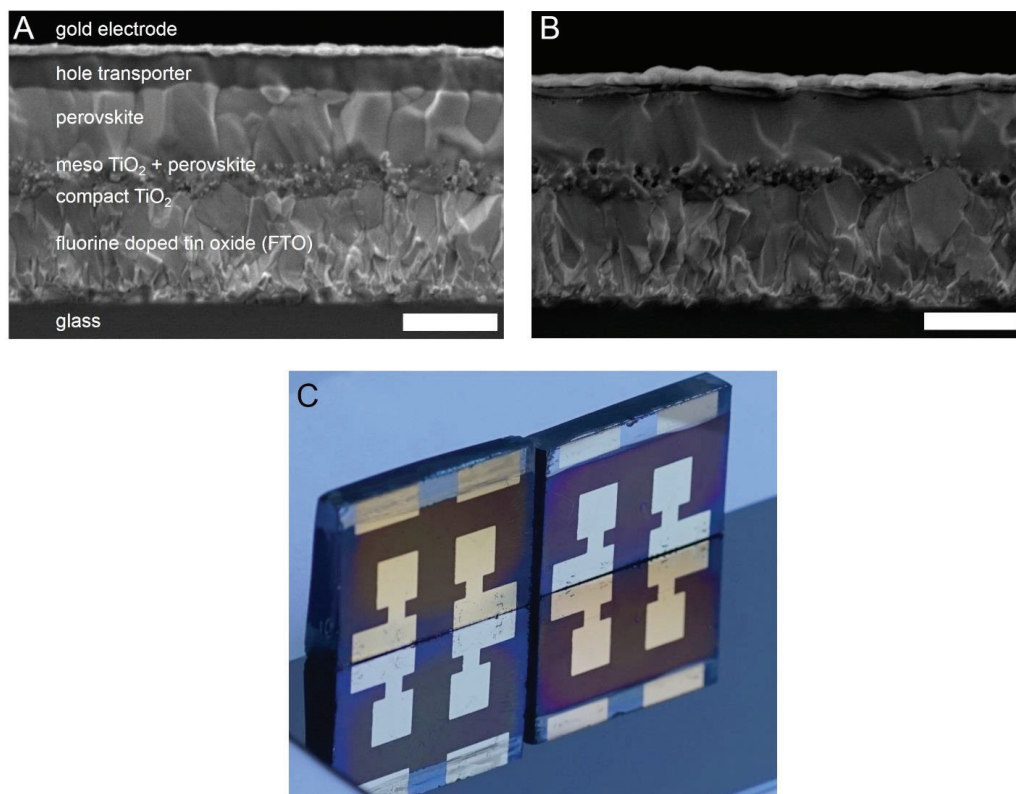 A
gold electrode
hole transporter
perovskite
meso TiO₂ + perovskite
compact TiO₂
fluorine doped tin oxide (FTO)
glass
B
C